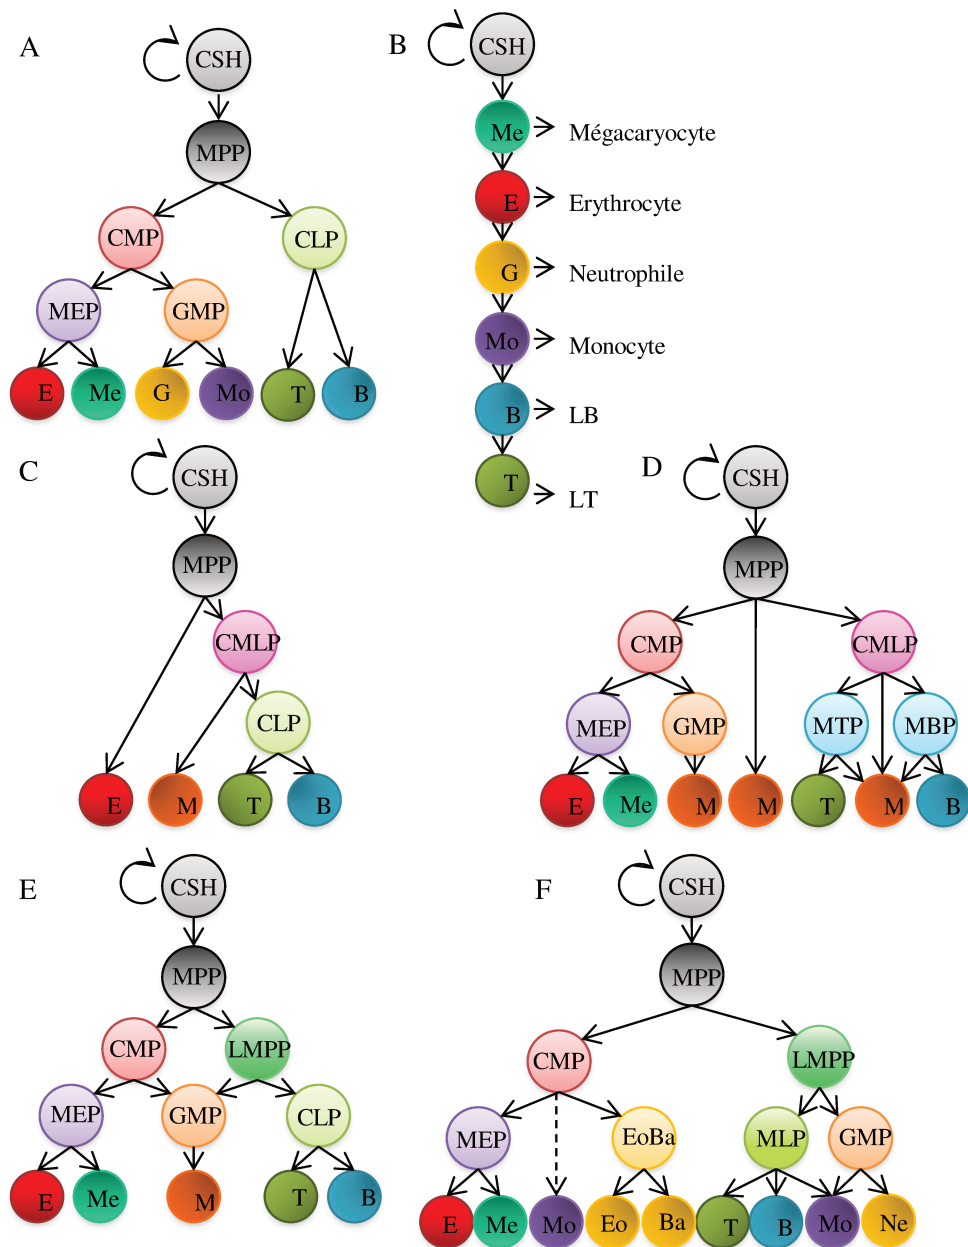 A
CSH
MPP
CMP
CLP
MEP
GMP
E
Me
G
Mo
T
B
B
CSH
Me
Mégacaryocyte
E
Erythrocyte
G
Neutrophile
Mo
Monocyte
B
LB
T
LT
C
CSH
MPP
CMLP
CLP
E
M
T
B
D
CSH
MPP
CMP
CMLP
MEP
GMP
MTP
MBP
E
Me
M
M
T
M
B
E
CSH
MPP
CMP
LMPP
MEP
GMP
CLP
E
Me
M
T
B
F
CSH
MPP
CMP
LMPP
MEP
EoBa
MLP
GMP
E
Me
Mo
Eo
Ba
T
B
Mo
Ne